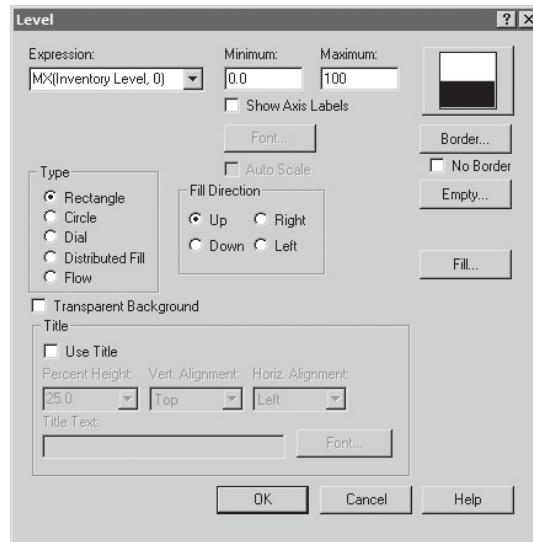 Level
Expression: Minimum: Maximum:
MX(Inventory Level, 0) 0.0 100
Show Axis Labels
Font... Border...
Auto Scale No Border
Type Fill Direction Empty...
Rectangle Up Right
Circle
Dial Down Left
Distributed Fill Fill...
Flow
Transparent Background
Title
Use Title
Percent Height: Vert. Alignment: Horiz. Alignment:
25.0 Top Left
Title Text:
Font...
OK Cancel Help